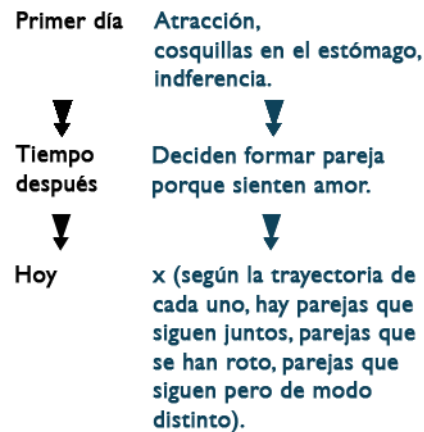 Primer día Atracción,
cosquillas en el estómago,
indferencia.
Tiempo Deciden formar pareja
después porque sienten amor.
Hoy x (según la trayectoria de
cada uno, hay parejas que
siguen juntos, parejas que
se han roto, parejas que
siguen pero de modo
distinto).